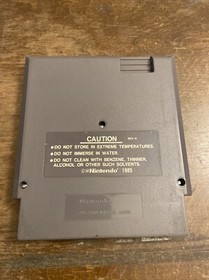 CAUTION
● DO NOT STORE IN EXTREME TEMPERATURES.
● DO NOT IMMERSE IN WATER.
● DO NOT CLEAN WITH BENZENE, THINNER,
ALCOHOL OR OTHER SUCH SOLVENTS.
©Nintendo 1985
Nintendo